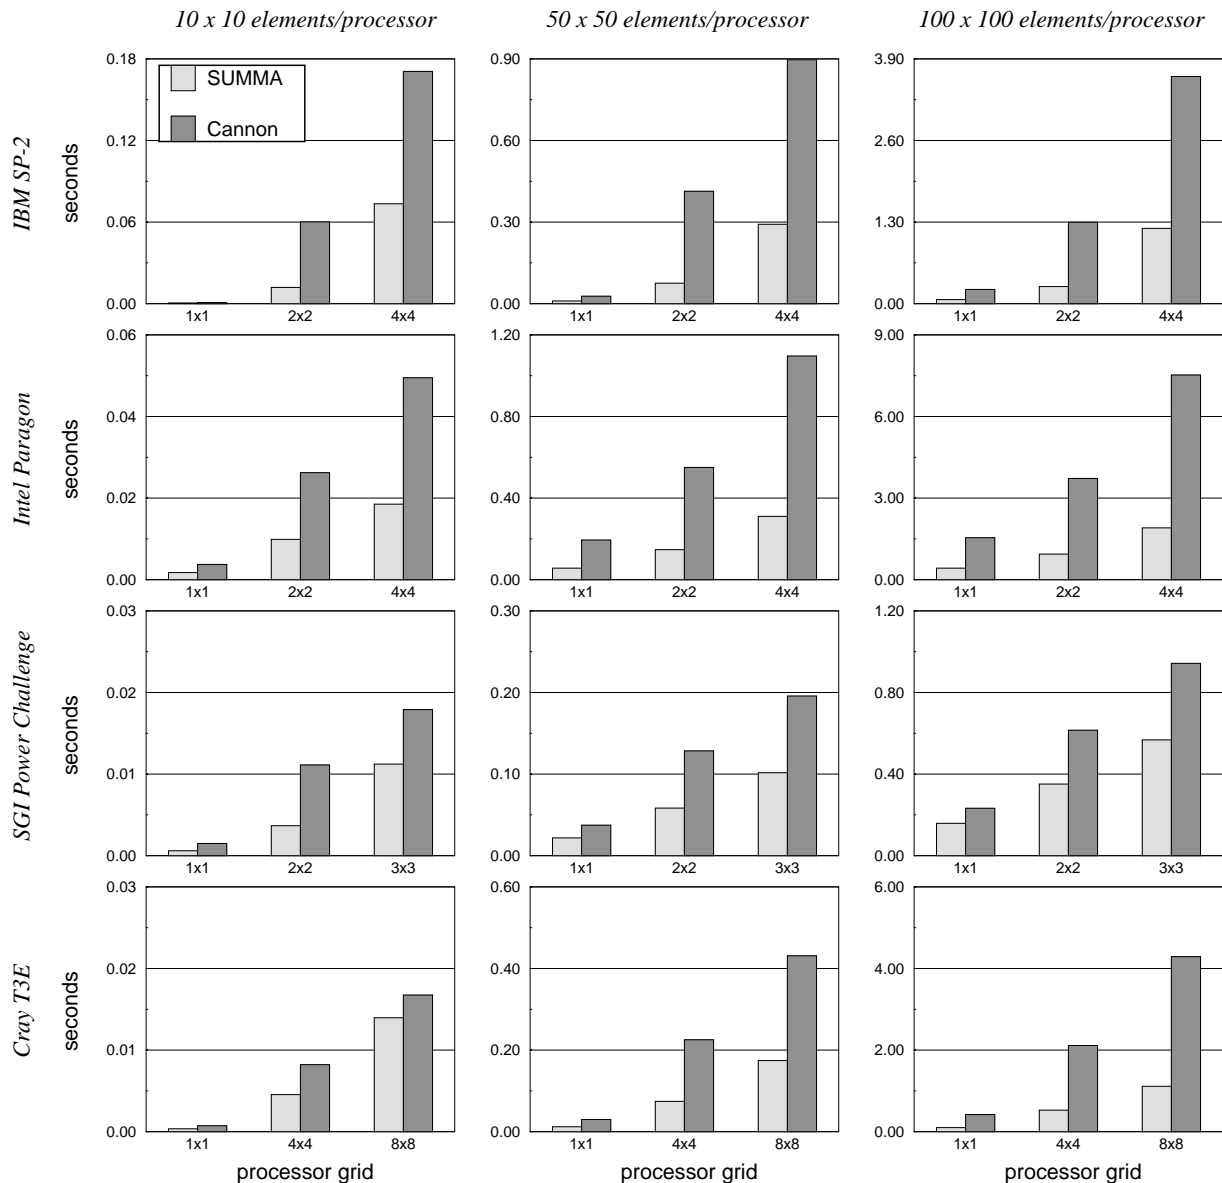 10 x 10 elements/processor
50 x 50 elements/processor
100 x 100 elements/processor
IBM SP-2
seconds
0.18
0.12
0.06
0.00
SUMMA
Cannon
1x1 2x2 4x4
0.90
0.60
0.30
0.00
1x1 2x2 4x4
3.90
2.60
1.30
0.00
1x1 2x2 4x4
Intel Paragon
seconds
0.06
0.04
0.02
0.00
1x1 2x2 4x4
1.20
0.80
0.40
0.00
1x1 2x2 4x4
9.00
6.00
3.00
0.00
1x1 2x2 4x4
SGI Power Challenge
seconds
0.03
0.02
0.01
0.00
1x1 2x2 3x3
0.30
0.20
0.10
0.00
1x1 2x2 3x3
1.20
0.80
0.40
0.00
1x1 2x2 3x3
Cray T3E
seconds
0.03
0.02
0.01
0.00
1x1 4x4 8x8
processor grid
0.60
0.40
0.20
0.00
1x1 4x4 8x8
processor grid
6.00
4.00
2.00
0.00
1x1 4x4 8x8
processor grid